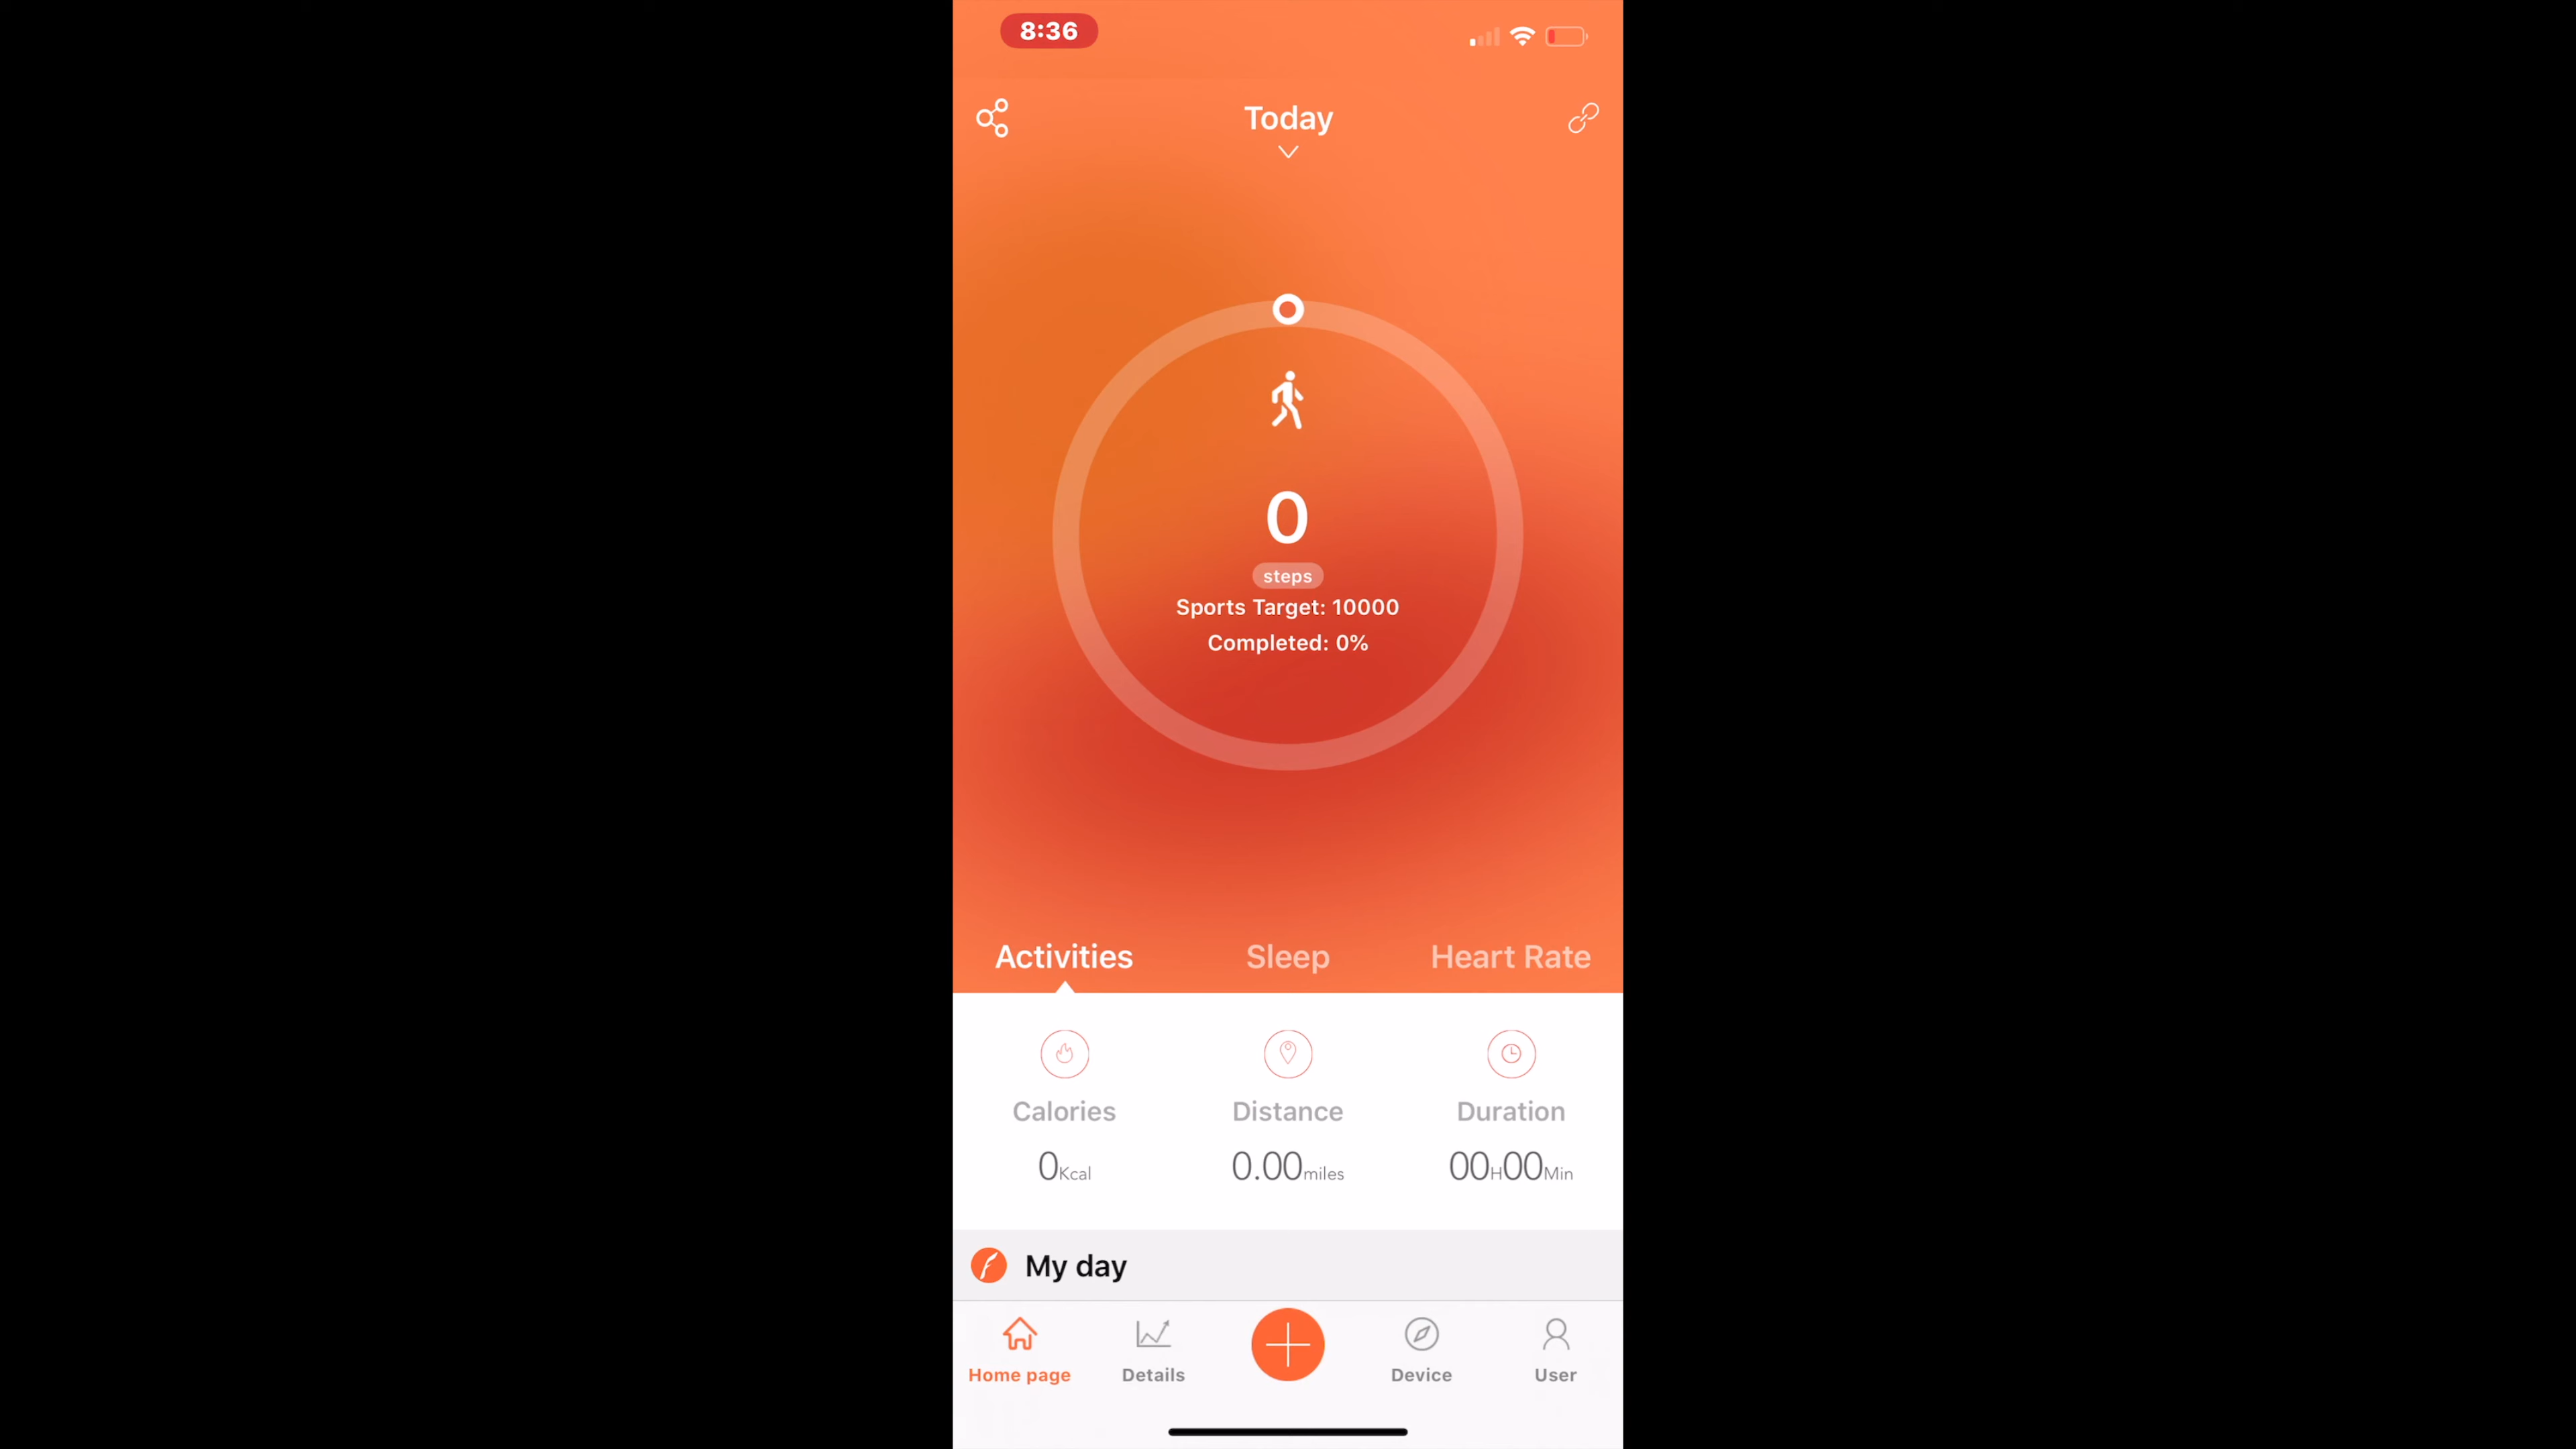 8:36
Today
0
steps
Sports Target: 10000
Completed: 0%
Activities Sleep Heart Rate
Calories Distance Duration
0Kcal 0.00miles 00H00Min
My day
Home page Details Device User